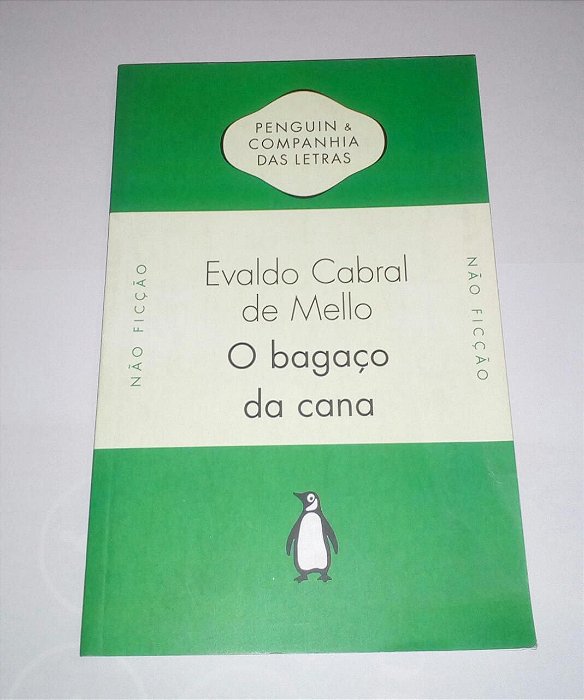 PENGUIN &
COMPANHIA
DAS LETRAS
NÃO FICÇÃO
Evaldo Cabral
de Mello
O bagaço
da cana
NÃO FICÇÃO